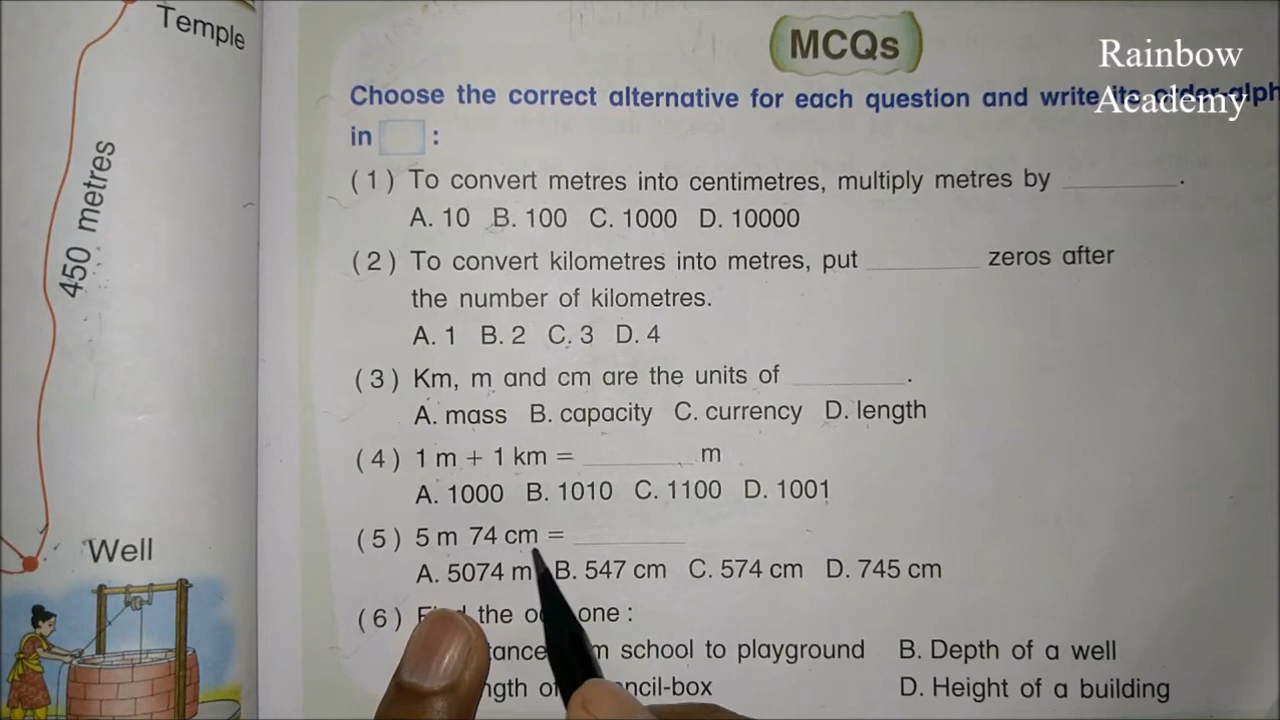 Temple
450 metres
Well
MCQs
Rainbow
Academy
Choose the correct alternative for each question and write
in :
(1) To convert metres into centimetres, multiply metres by ________.
A. 10 B. 100 C. 1000 D. 10000
(2) To convert kilometres into metres, put ________ zeros after
the number of kilometres.
A. 1 B. 2 C. 3 D. 4
(3) Km, m and cm are the units of ________.
A. mass B. capacity C. currency D. length
(4) 1 m + 1 km = ________ m
A. 1000 B. 1010 C. 1100 D. 1001
(5) 5 m 74 cm = ________
A. 5074 m B. 547 cm C. 574 cm D. 745 cm
(6) the one :
school to playground B. Depth of a well
D. Height of a building